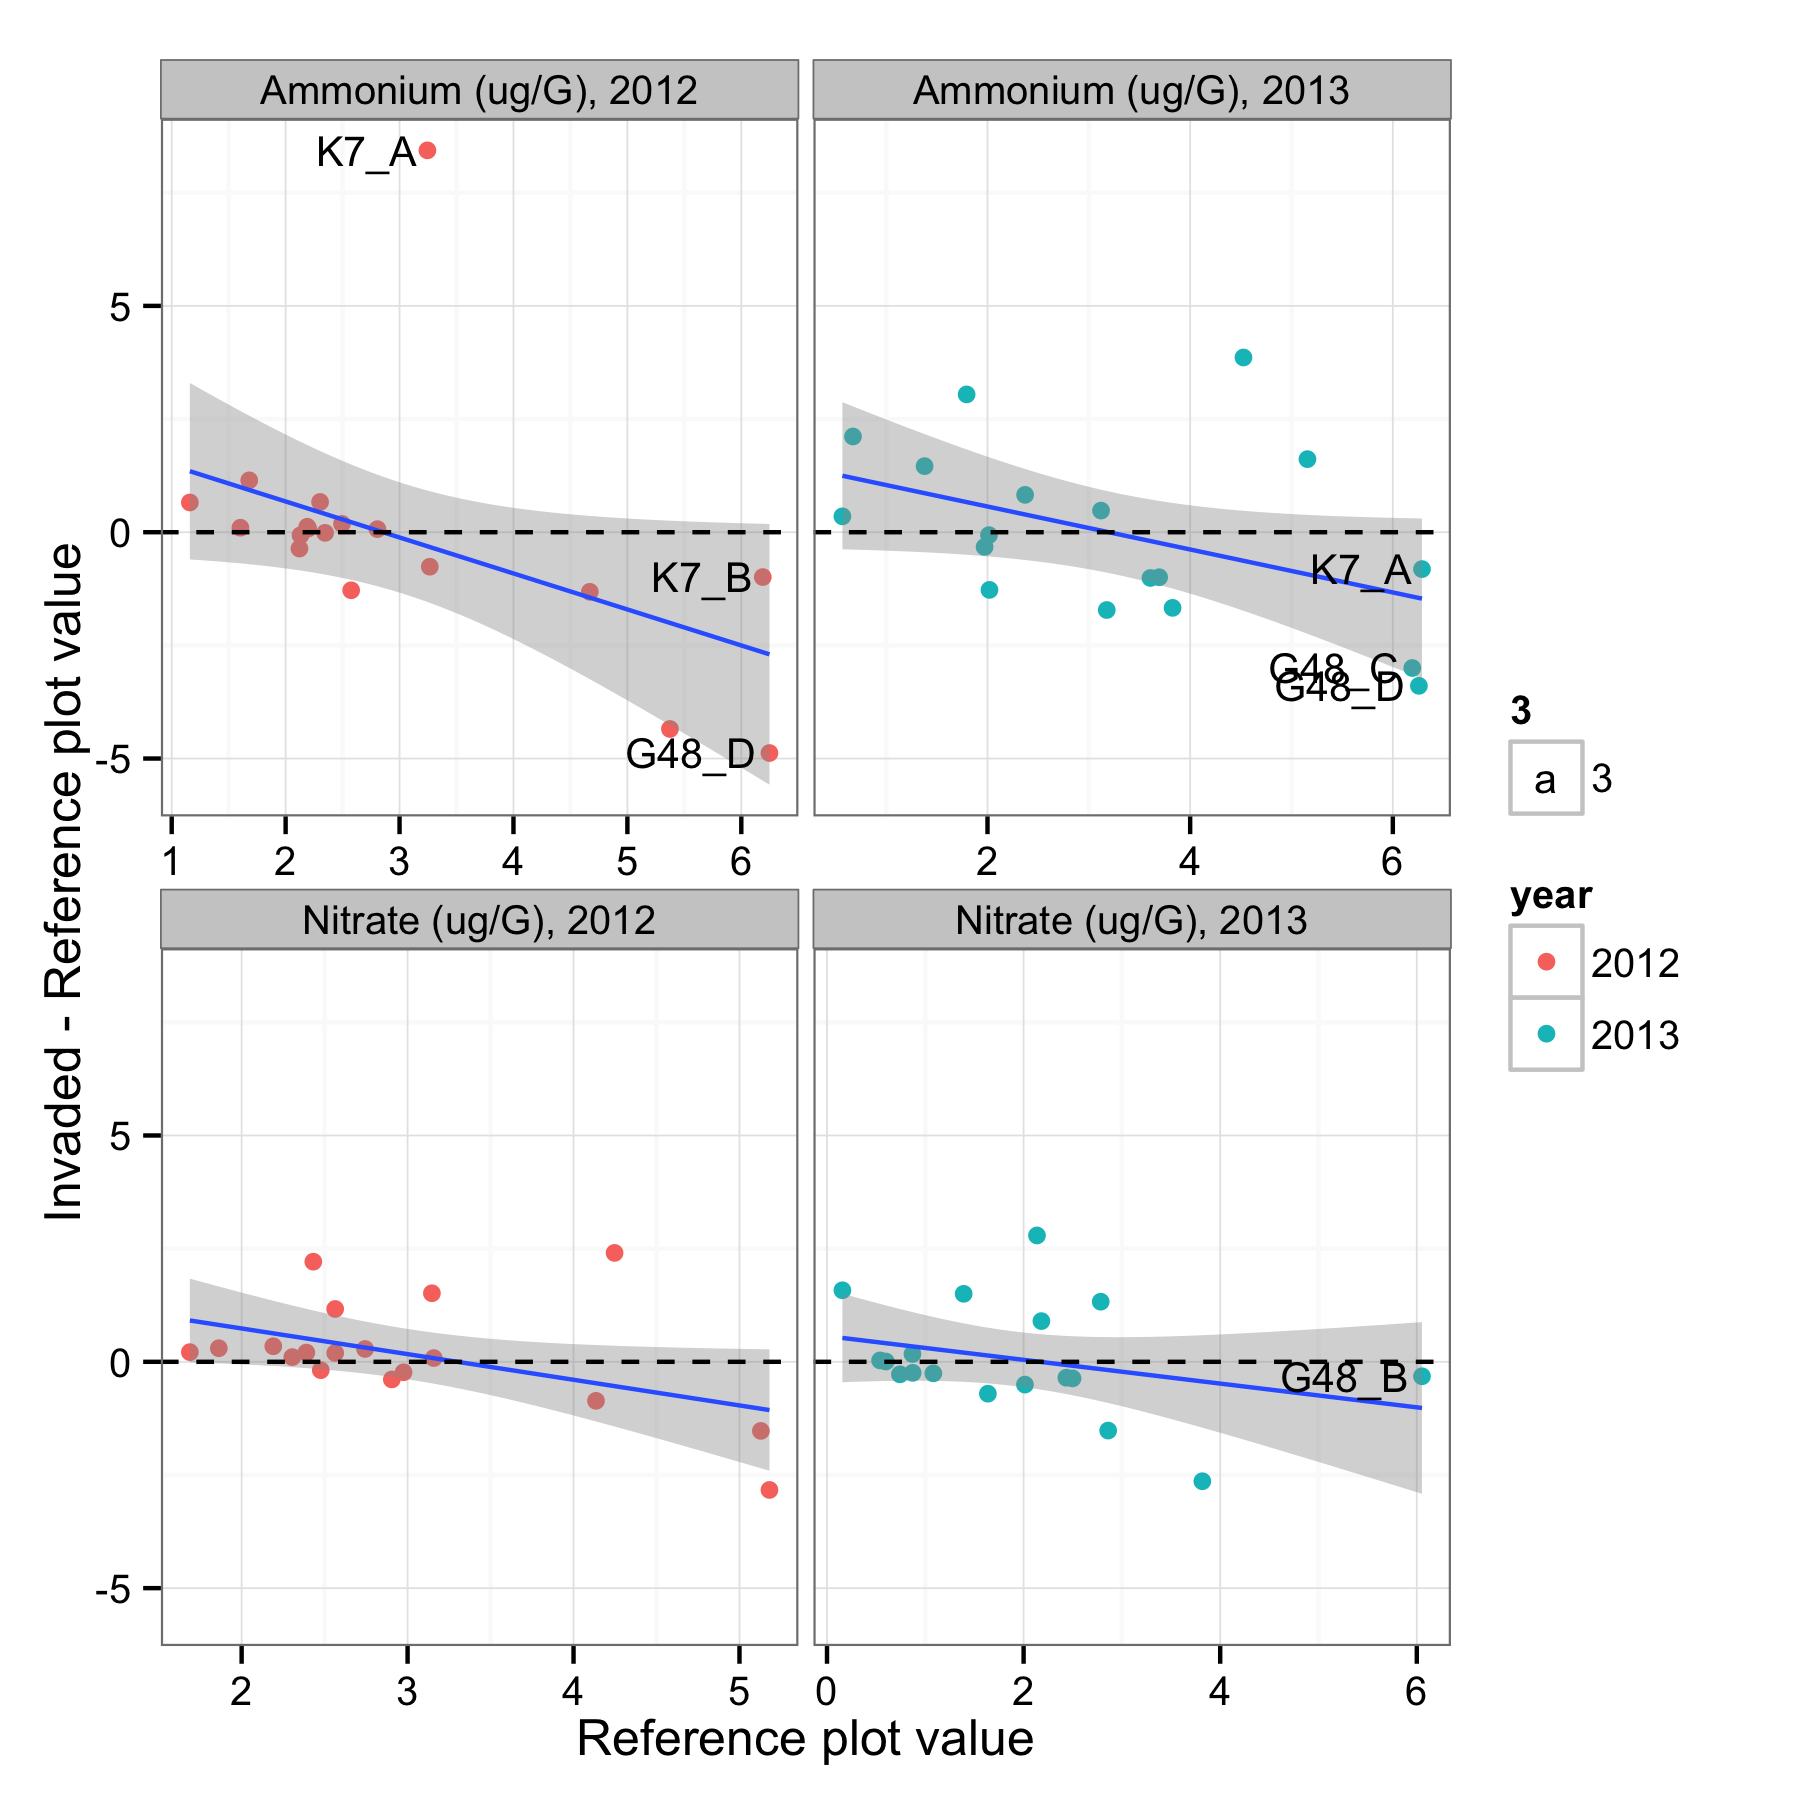 Ammonium (ug/G), 2012
Ammonium (ug/G), 2013
K7_A
5
0
-5
K7_B
G48_D
K7_A
G48_C
G48_D
1 2 3 4 5 6
2 4 6
Nitrate (ug/G), 2012
Nitrate (ug/G), 2013
5
0
-5
G48_B
2 3 4 5
0 2 4 6
Reference plot value
Invaded - Reference plot value
3
a 3
year
2012
2013